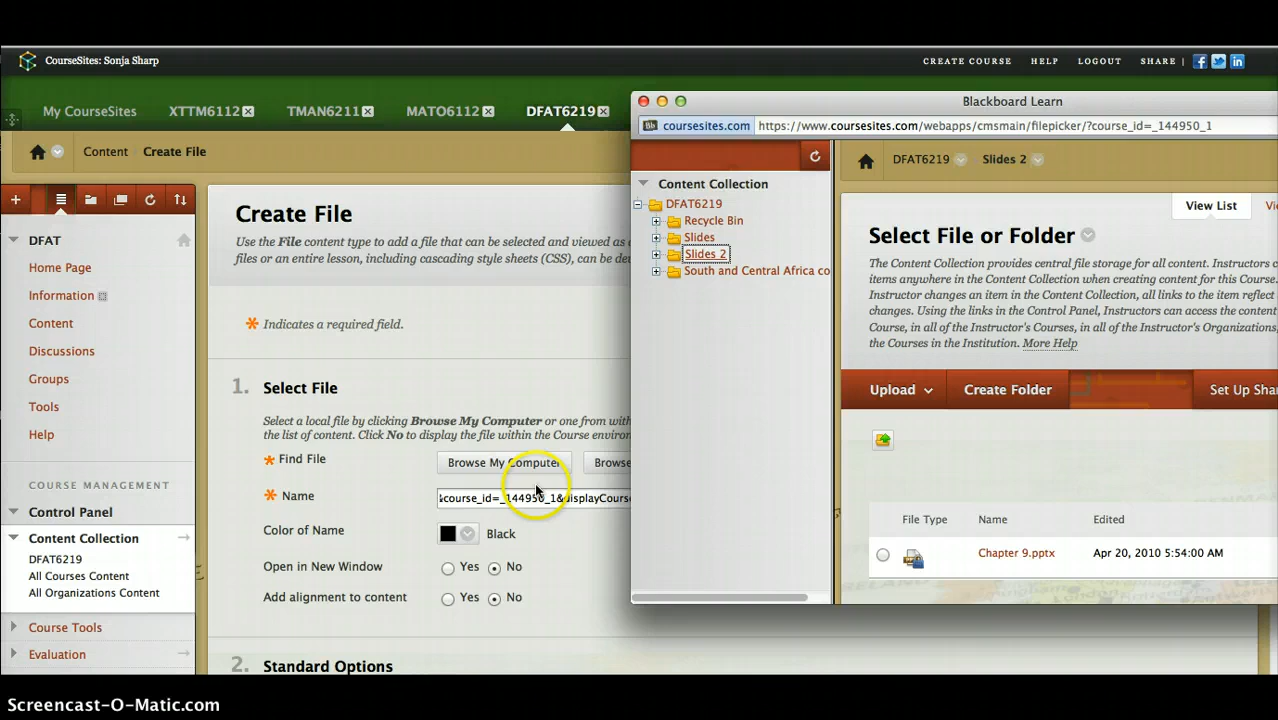 CourseSites: Sonja Sharp
CREATE COURSE HELP LOGOUT SHARE |
My CourseSites XTTM6112 TMAN6211 MATO6112 DFAT6219
Content Create File
DFAT
Home Page
Information
Content
Discussions
Groups
Tools
Help
COURSE MANAGEMENT
Control Panel
Content Collection
DFAT6219
All Courses Content
All Organizations Content
Course Tools
Evaluation
Create File
Use the File content type to add a file that can be selected and viewed as
files or an entire lesson, including cascading style sheets (CSS), can be
Indicates a required field.
1. Select File
Select a local file by clicking Browse My Computer or one from
the list of content. Click No to display the file within the Course
Find File Browse My Computer Browse
Name &course_id=_144950_1&displayCourse
Color of Name Black
Open in New Window Yes No
Add alignment to content Yes No
2. Standard Options
Blackboard Learn
Bb coursesites.com https://www.coursesites.com/webapps/cmsmain/filepicker/?course_id=_144950_1
Content Collection
DFAT6219
Recycle Bin
Slides
Slides 2
South and Central Africa co
DFAT6219 Slides 2
View List
Select File or Folder
The Content Collection provides central file storage for all content. Instructors
items anywhere in the Content Collection when creating content for this Course.
Instructor changes an item in the Content Collection, all links to the item reflect
changes. Using the links in the Control Panel, Instructors can access the content
Course, in all of the Instructor's Courses, in all of the Instructor's Organizations,
the Courses in the Institution. More Help
Upload Create Folder Set Up Sha
File Type Name Edited
Chapter 9.pptx Apr 20, 2010 5:54:00 AM
Screencast-O-Matic.com